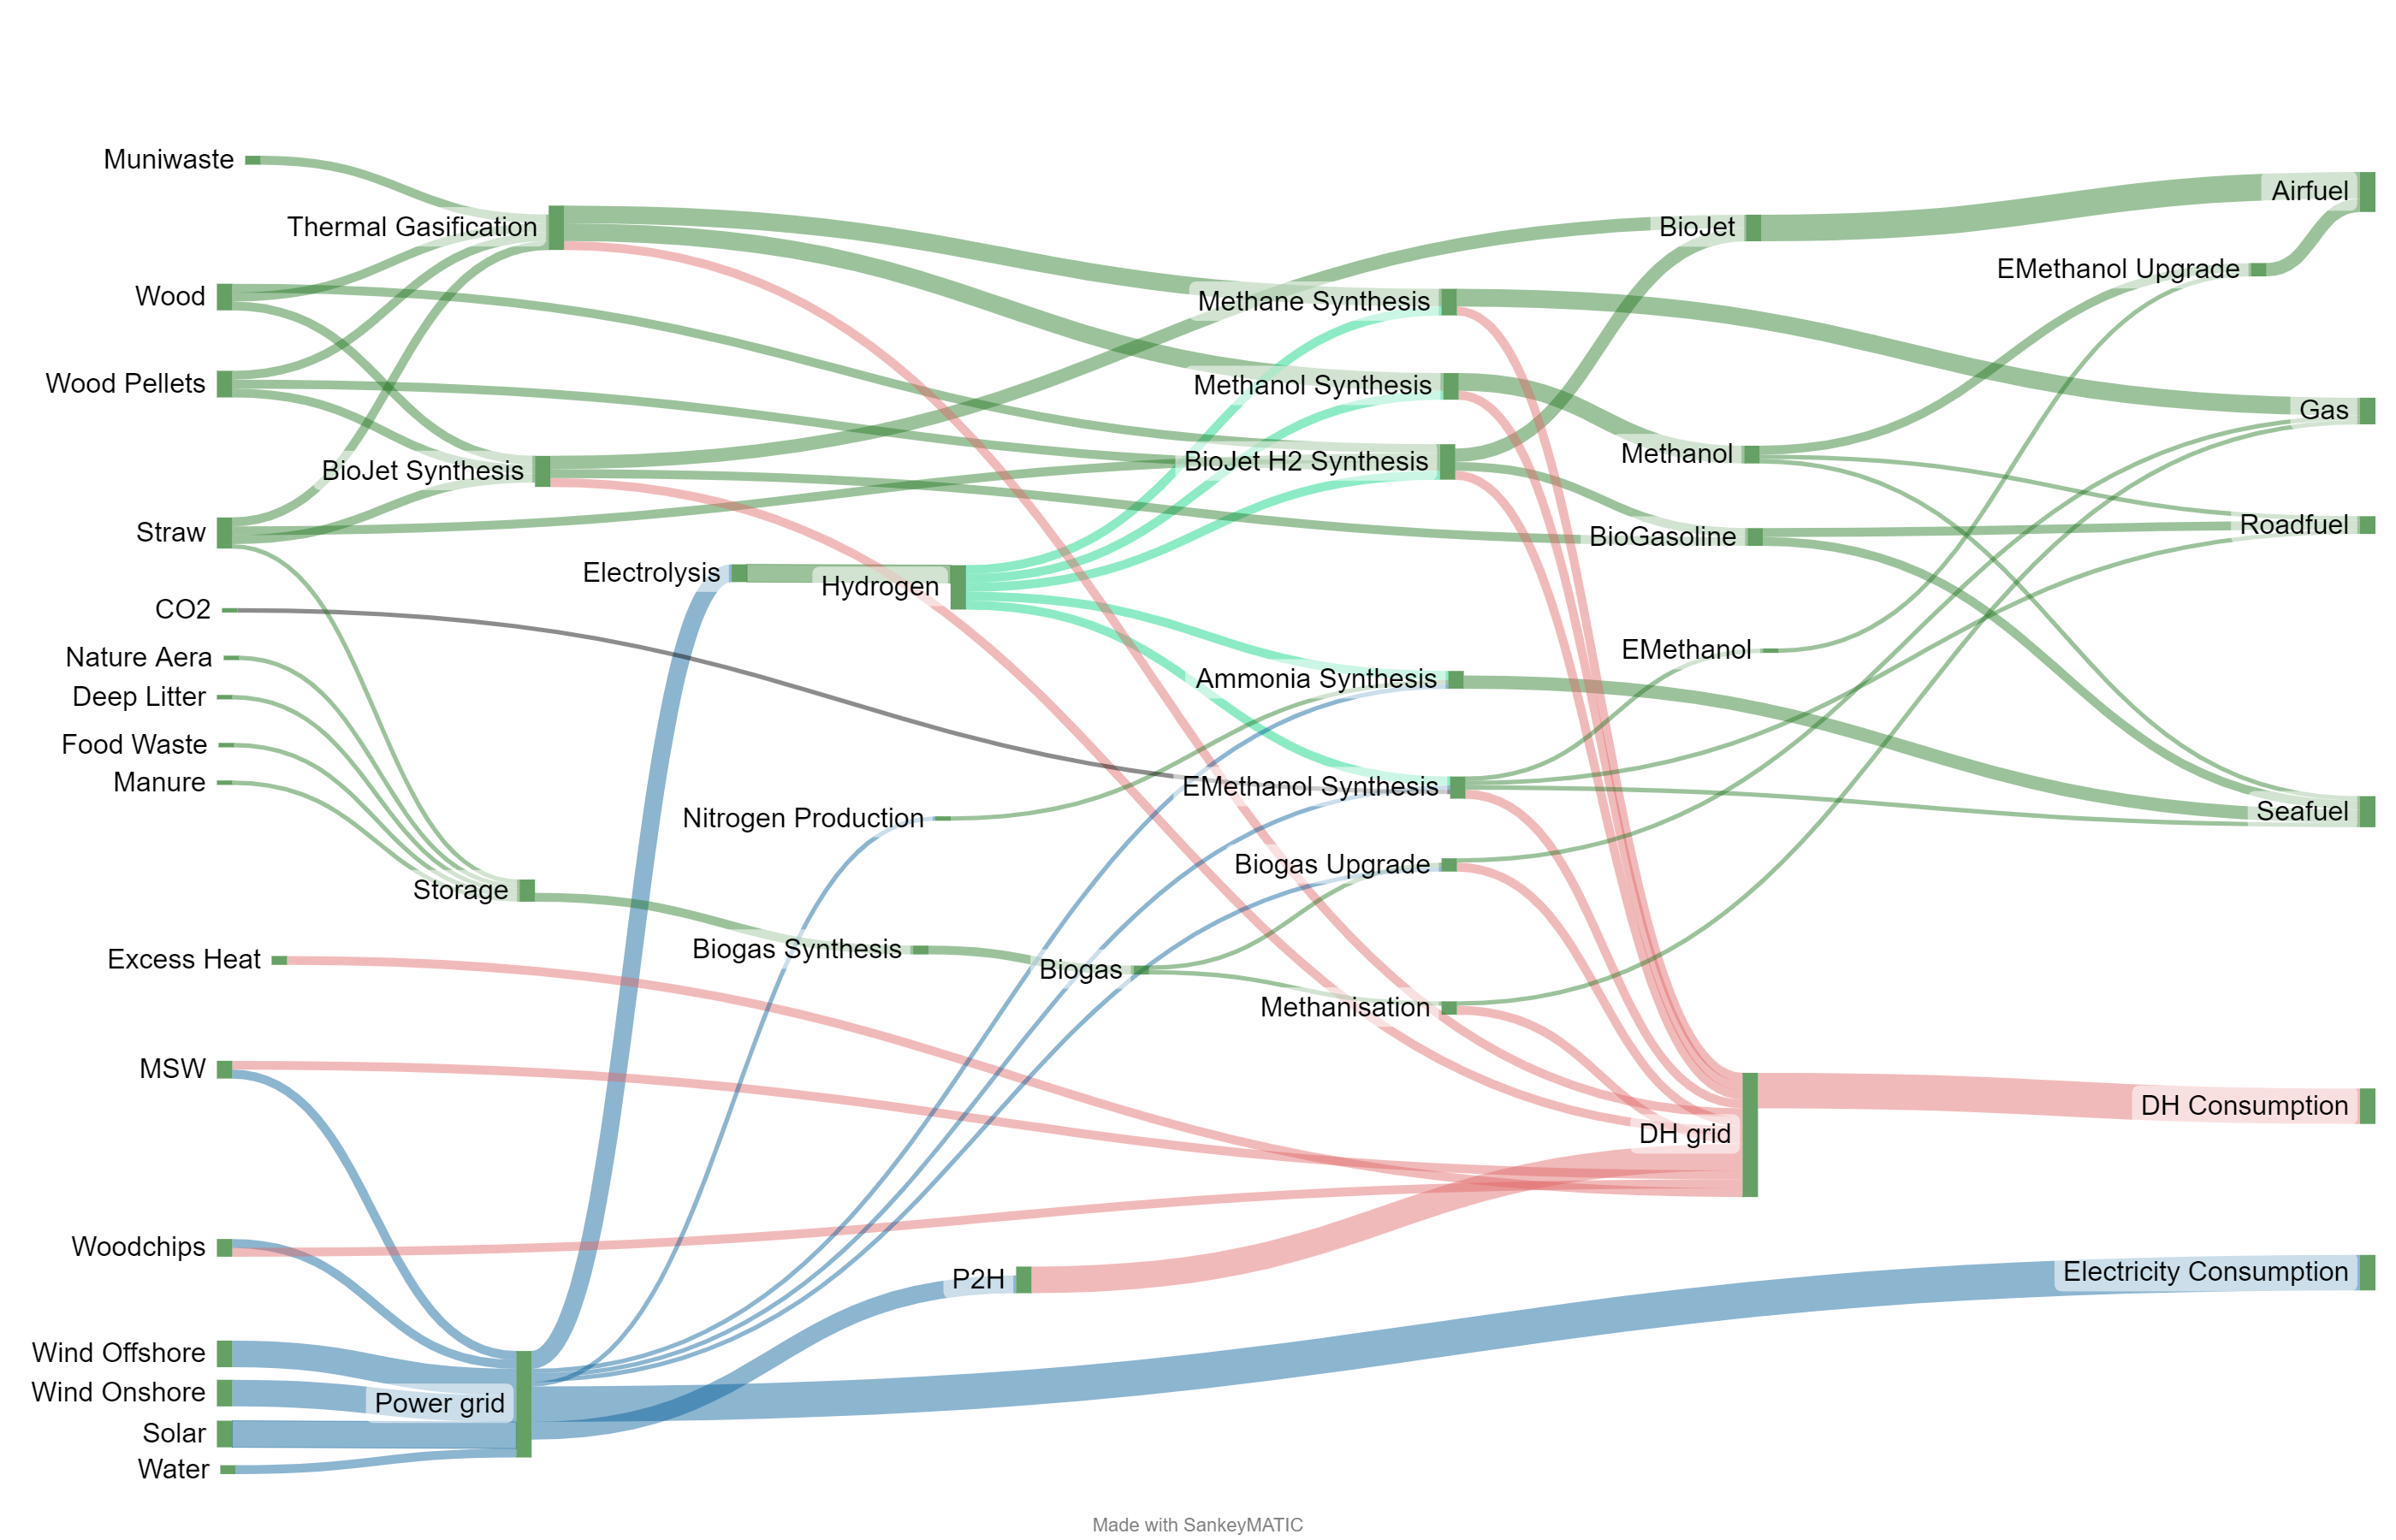 Muniwaste
Airfuel
Thermal Gasification
BioJet
EMethanol Upgrade
Wood
Methane Synthesis
Wood Pellets
Methanol Synthesis
Gas
BioJet Synthesis
BioJet H2 Synthesis
Methanol
Straw
BioGasoline
Roadfuel
Electrolysis
Hydrogen
CO2
Nature Aera
EMethanol
Deep Litter
Ammonia Synthesis
Food Waste
Manure
EMethanol Synthesis
Nitrogen Production
Seafuel
Biogas Upgrade
Storage
Excess Heat
Biogas Synthesis
Biogas
Methanisation
MSW
DH Consumption
DH grid
Woodchips
P2H
Electricity Consumption
Wind Offshore
Wind Onshore
Power grid
Solar
Water
Made with SankeyMATIC